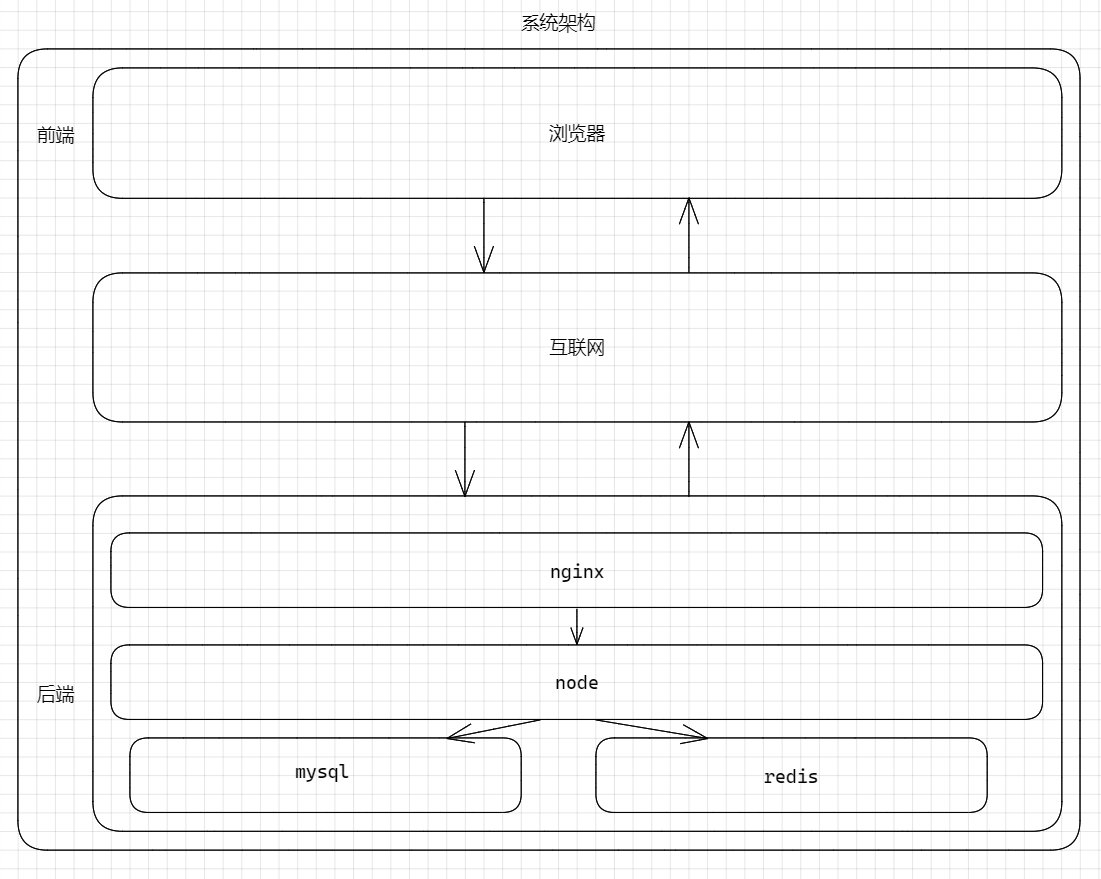 系统架构
前端
浏览器
互联网
nginx
node
后端
mysql
redis